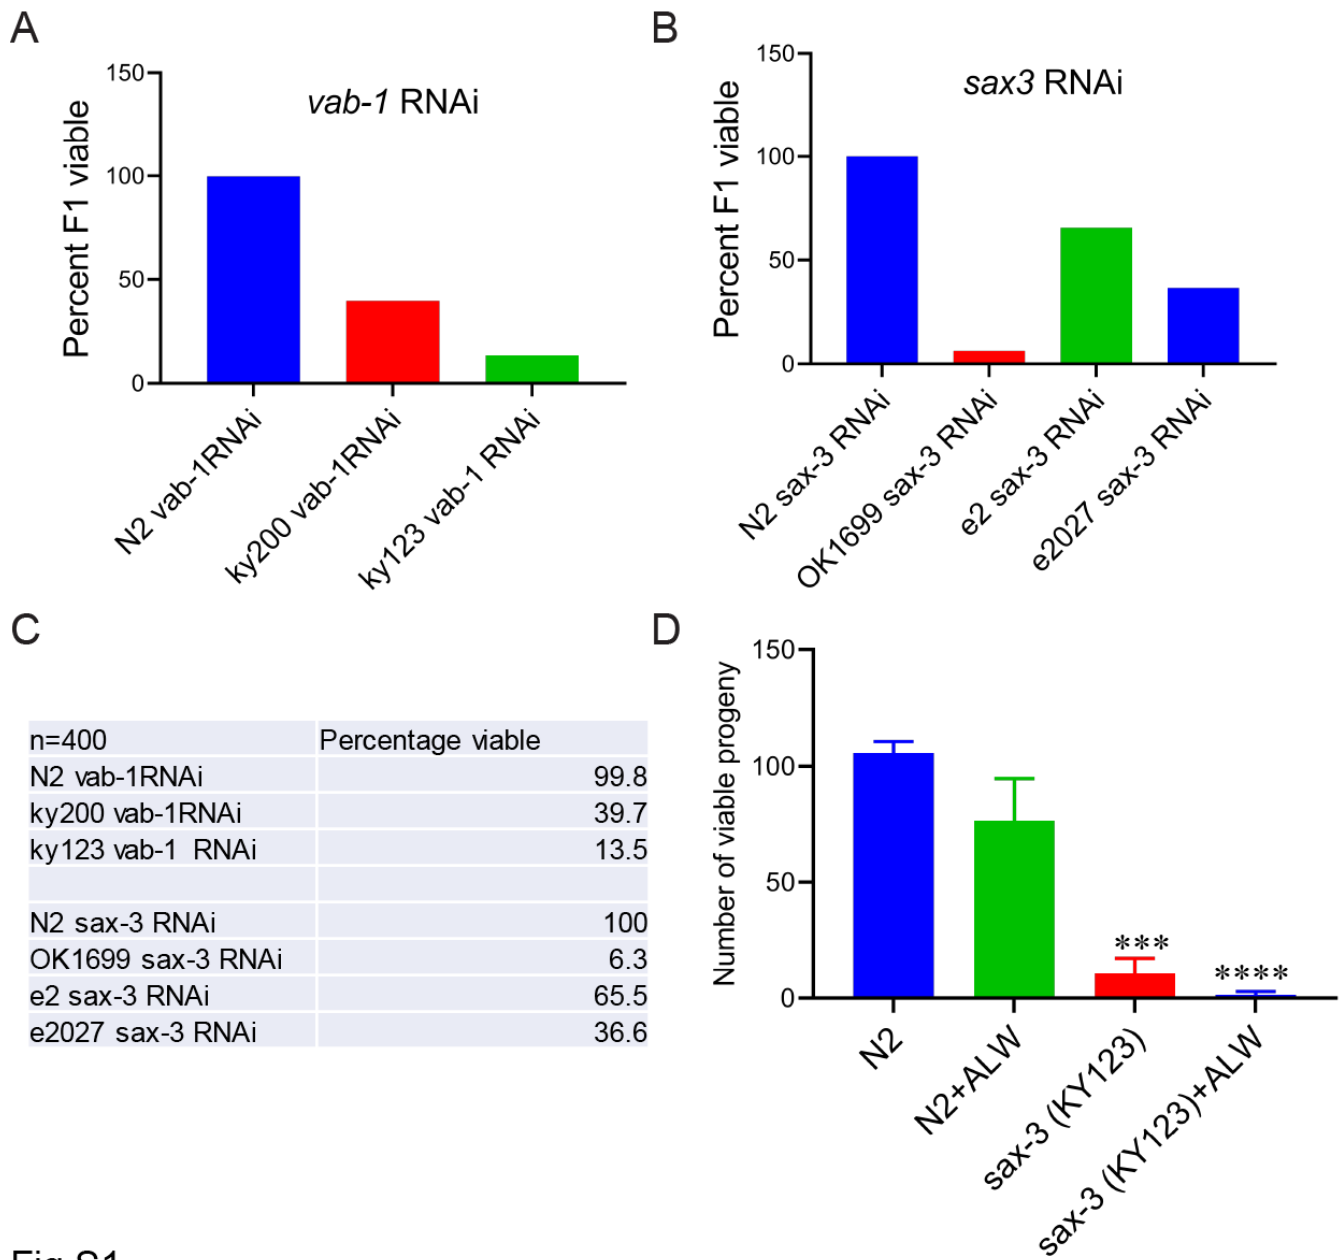 A
vab-1 RNAi
Percent F1 viable
150
100
50
0
N2 vab-1RNAi
ky200 vab-1RNAi
ky123 vab-1 RNAi
B
sax3 RNAi
Percent F1 viable
150
100
50
0
N2 sax-3 RNAi
OK1699 sax-3 RNAi
e2 sax-3 RNAi
e2027 sax-3 RNAi
C
n=400 Percentage viable
N2 vab-1RNAi 99.8
ky200 vab-1RNAi 39.7
ky123 vab-1 RNAi 13.5
N2 sax-3 RNAi 100
OK1699 sax-3 RNAi 6.3
e2 sax-3 RNAi 65.5
e2027 sax-3 RNAi 36.6
D
Number of viable progeny
150
100
50
0
***
****
N2
N2+ALW
sax-3 (KY123)
sax-3 (KY123)+ALW
Fig S1